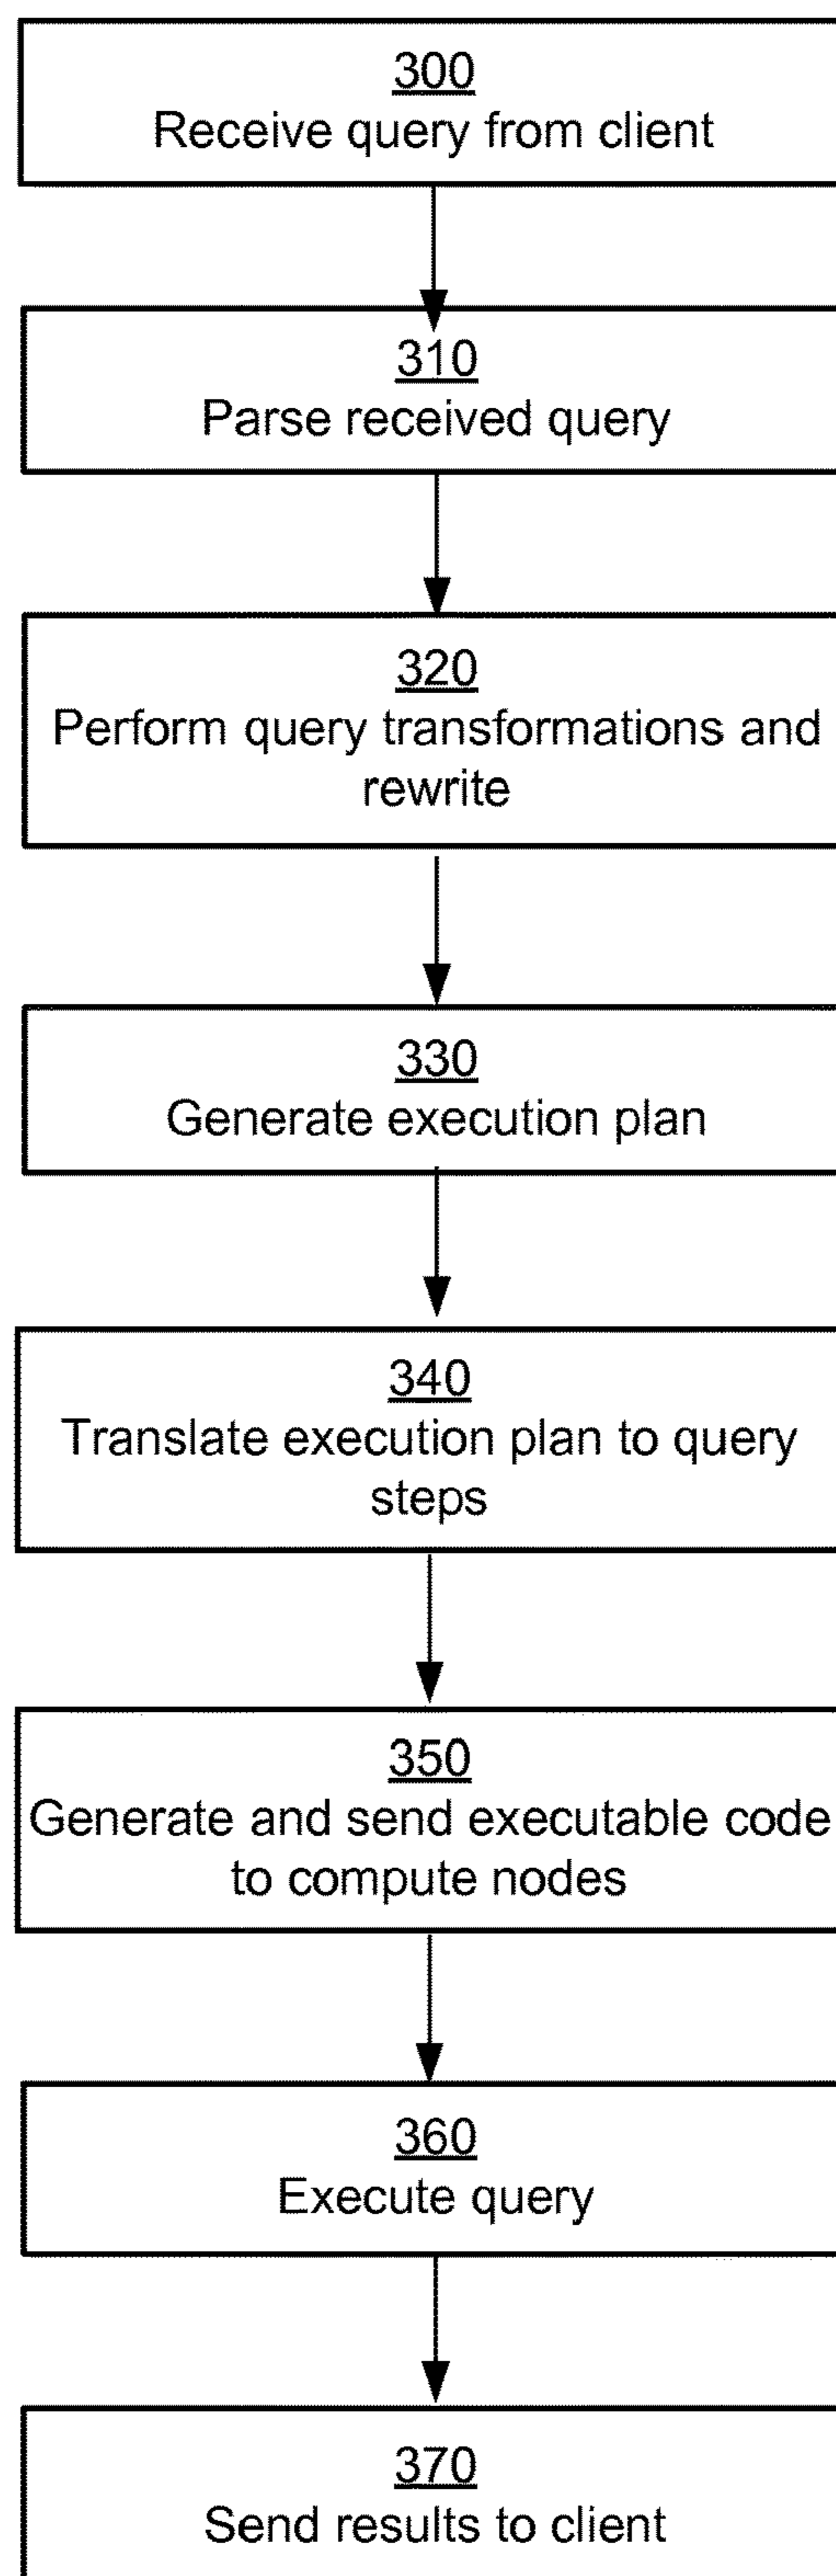 300
Receive query from client
310
Parse received query
320
Perform query transformations and
rewrite
330
Generate execution plan
340
Translate execution plan to query
steps
350
Generate and send executable code
to compute nodes
360
Execute query
370
Send results to client